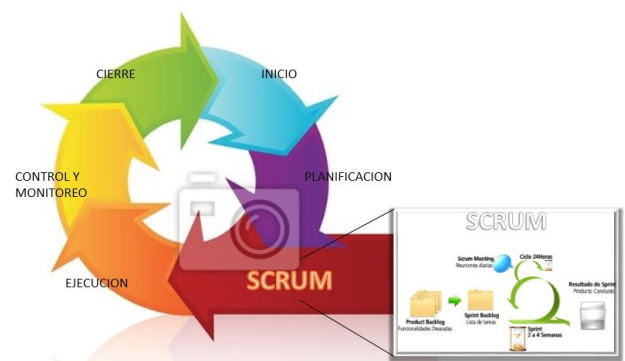 CIERRE
INICIO
CONTROL Y
MONITOREO
PLANIFICACION
EJECUCION
SCRUM
SCRUM
Scrum Meeting
Reuniones diarias
Ciclo 24Horas
Product Backlog
Funcionalidades Deseadas
Sprint Backlog
Lista de tareas
Sprint
2 a 4 Semanas
Resultado do Sprint
Producto Concluido